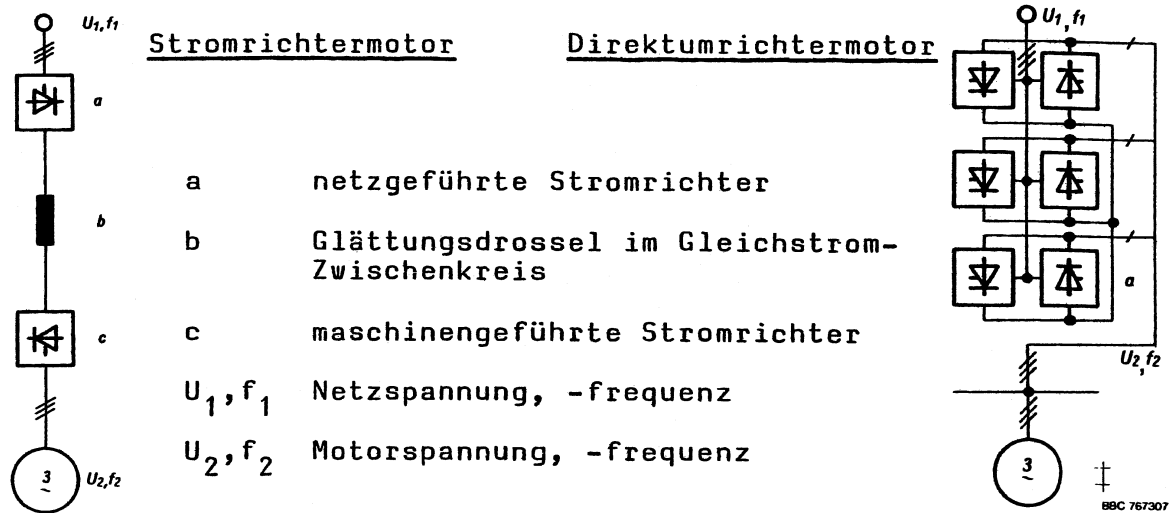 U1,f1
Stromrichtermotor
Direktumrichtermotor
U1,f1
a
a netzgeführte Stromrichter
b
b Glättungsdrossel im Gleichstrom-
Zwischenkreis
a
c
c maschinengeführte Stromrichter
U2,f2
U1,f1 Netzspannung, -frequenz
U2,f2 Motorspannung, -frequenz
3
~
U2,f2
3
~
BBC 767307